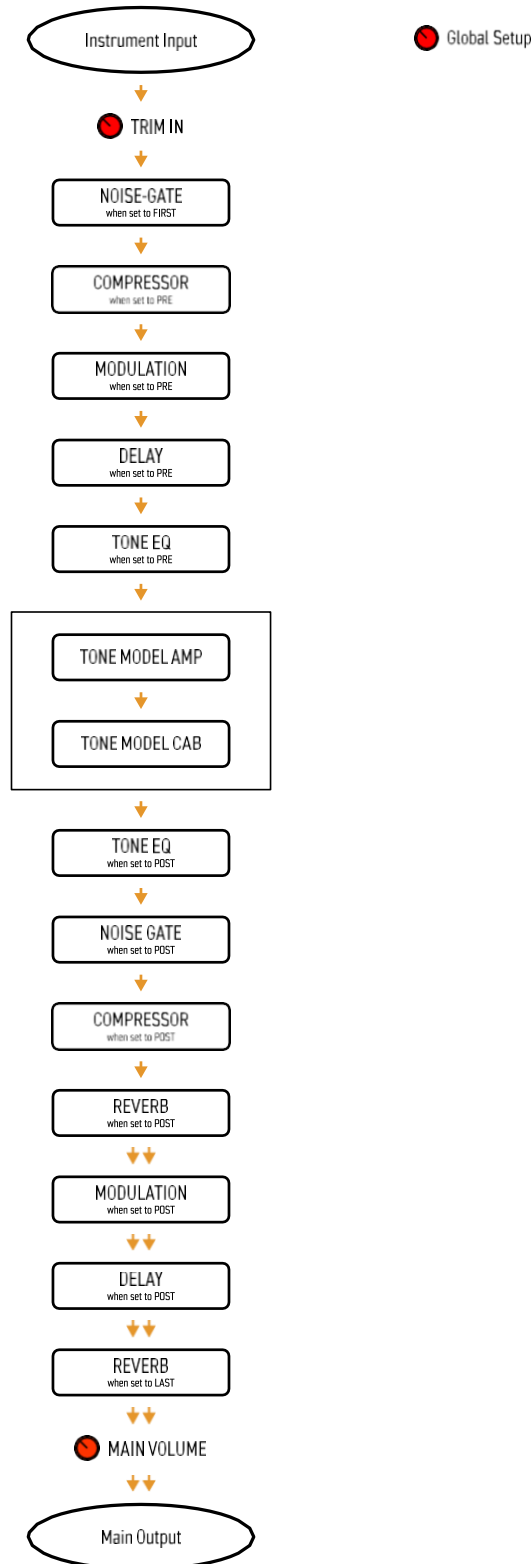 Instrument Input
Global Setup
TRIM IN
NOISE-GATE
when set to FIRST
COMPRESSOR
when set to PRE
MODULATION
when set to PRE
DELAY
when set to PRE
TONE EQ
when set to PRE
TONE MODEL AMP
TONE MODEL CAB
TONE EQ
when set to POST
NOISE GATE
when set to POST
COMPRESSOR
when set to POST
REVERB
when set to POST
MODULATION
when set to POST
DELAY
when set to POST
REVERB
when set to LAST
MAIN VOLUME
Main Output